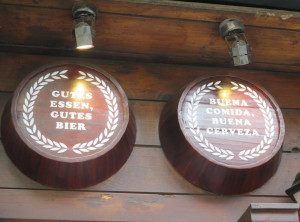 GUTES
ESSEN,
GUTES
BIER
BUENA
COMIDA,
BUENA
CERVEZA